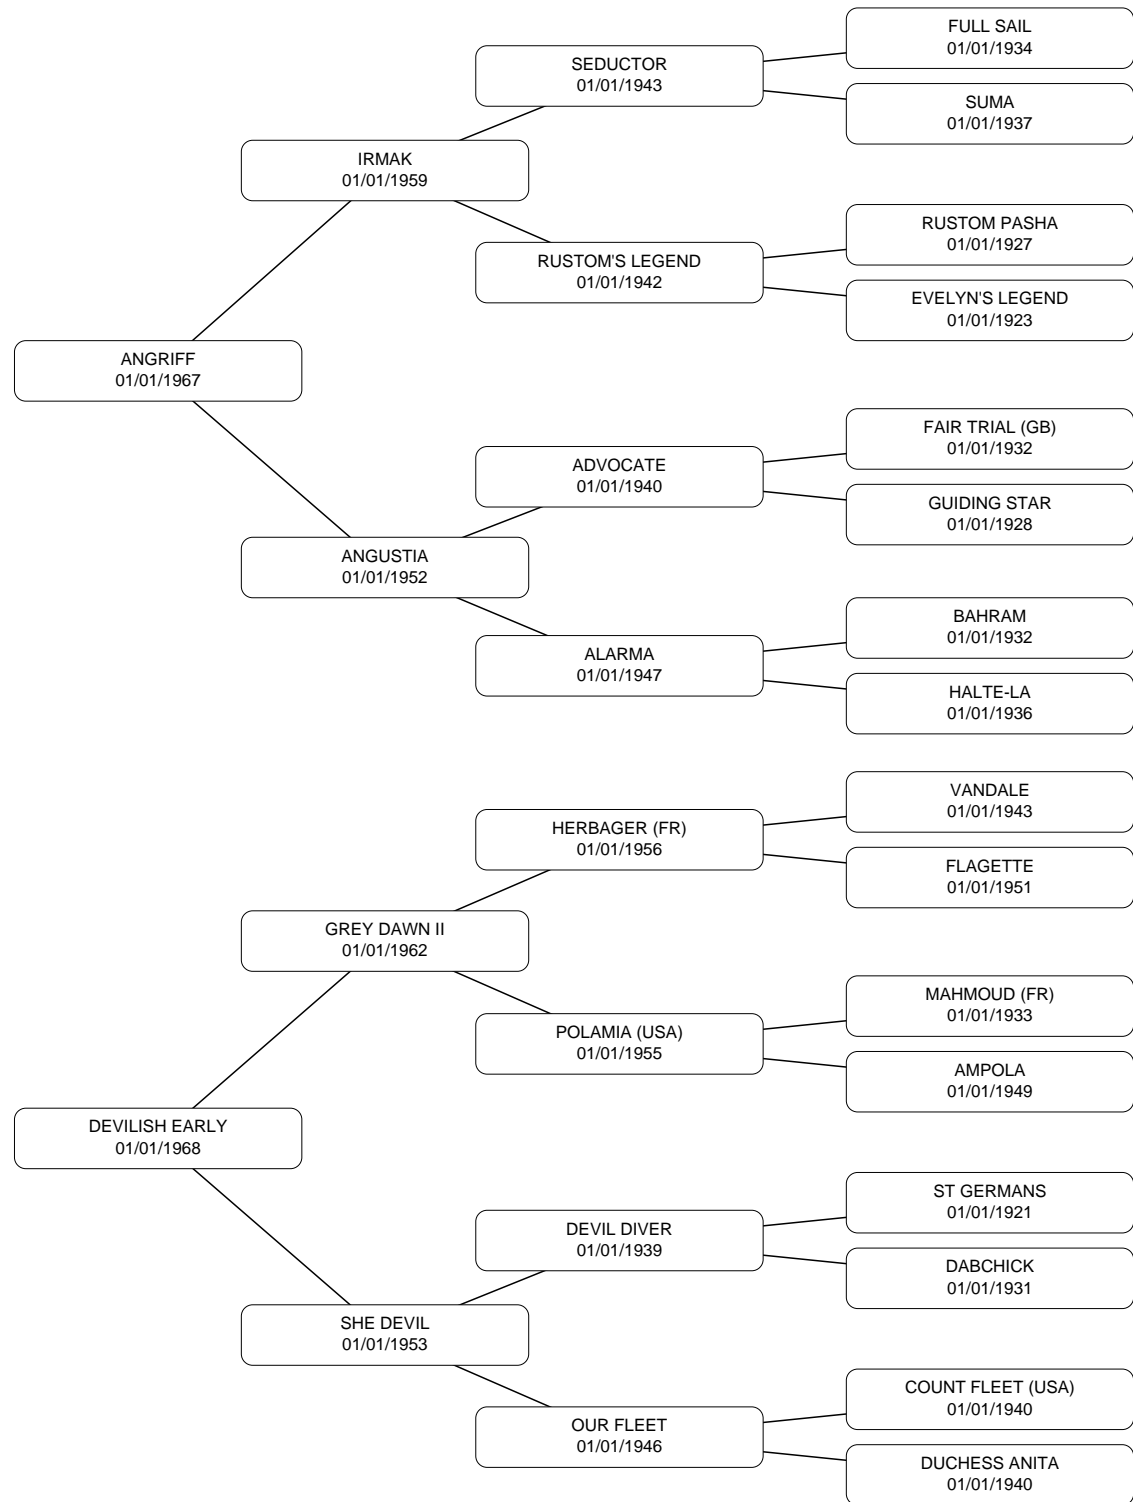 FULL SAIL
01/01/1934
SEDUCTOR
01/01/1943
SUMA
01/01/1937
IRMAK
01/01/1959
RUSTOM PASHA
01/01/1927
RUSTOM'S LEGEND
01/01/1942
EVELYN'S LEGEND
01/01/1923
ANGRIFF
01/01/1967
FAIR TRIAL (GB)
01/01/1932
ADVOCATE
01/01/1940
GUIDING STAR
01/01/1928
ANGUSTIA
01/01/1952
BAHRAM
01/01/1932
ALARMA
01/01/1947
HALTE-LA
01/01/1936
VANDALE
01/01/1943
HERBAGER (FR)
01/01/1956
FLAGETTE
01/01/1951
GREY DAWN II
01/01/1962
MAHMOUD (FR)
01/01/1933
POLAMIA (USA)
01/01/1955
AMPOLA
01/01/1949
DEVILISH EARLY
01/01/1968
ST GERMANS
01/01/1921
DEVIL DIVER
01/01/1939
DABCHICK
01/01/1931
SHE DEVIL
01/01/1953
COUNT FLEET (USA)
01/01/1940
OUR FLEET
01/01/1946
DUCHESS ANITA
01/01/1940